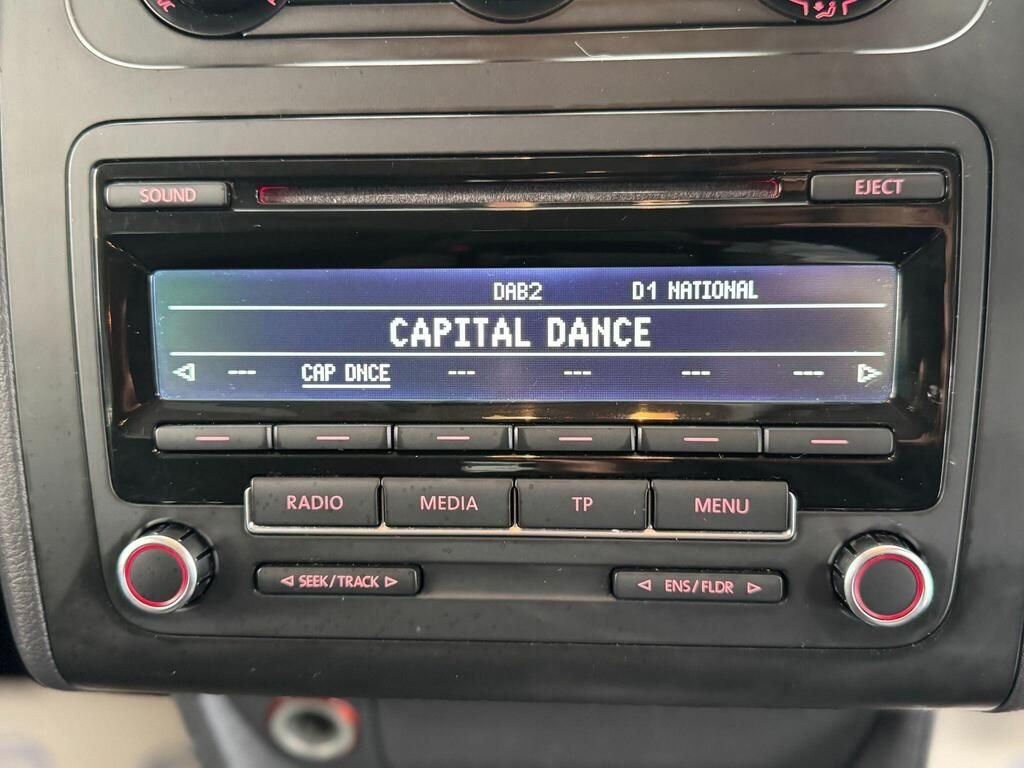 SOUND
EJECT
DAB2 D1 NATIONAL
CAPITAL DANCE
--- CAP DNCE --- --- --- ---
RADIO MEDIA TP MENU
SEEK/TRACK ENS/FLDR